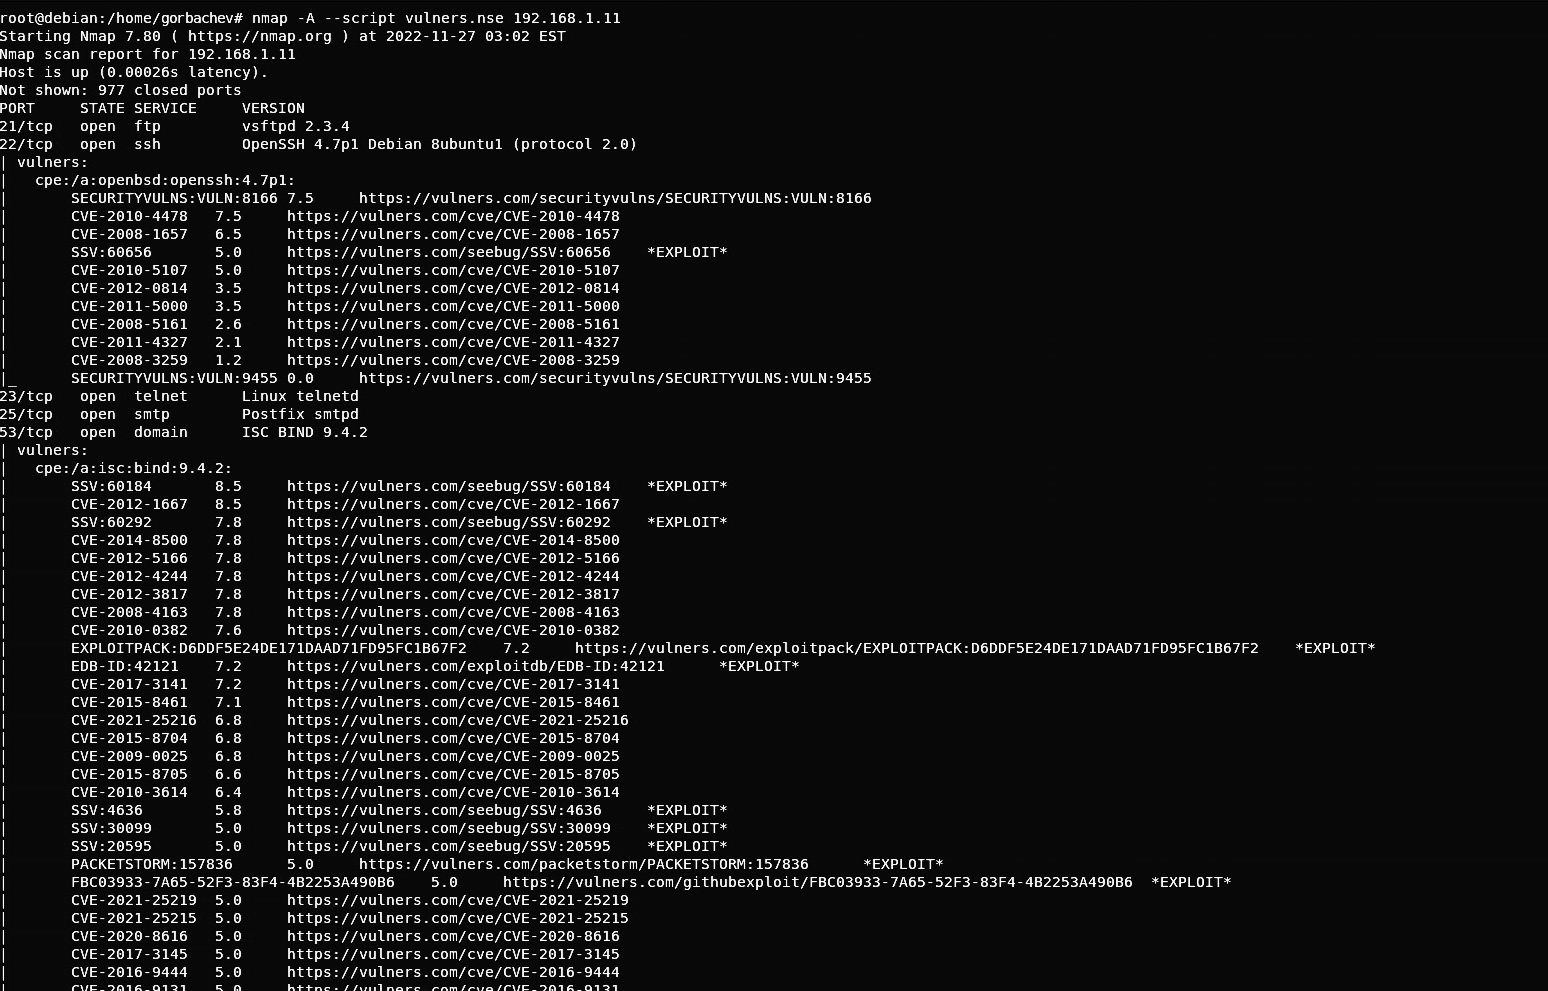 root@debian:/home/gorbachev# nmap -A --script vulners.nse 192.168.1.11
Starting Nmap 7.80 ( https://nmap.org ) at 2022-11-27 03:02 EST
Nmap scan report for 192.168.1.11
Host is up (0.00026s latency).
Not shown: 977 closed ports
PORT     STATE SERVICE     VERSION
21/tcp   open  ftp         vsftpd 2.3.4
22/tcp   open  ssh         OpenSSH 4.7p1 Debian 8ubuntu1 (protocol 2.0)
| vulners:
|   cpe:/a:openbsd:openssh:4.7p1:
|       SECURITYVULNS:VULN:8166 7.5     https://vulners.com/securityvulns/SECURITYVULNS:VULN:8166
|       CVE-2010-4478   7.5     https://vulners.com/cve/CVE-2010-4478
|       CVE-2008-1657   6.5     https://vulners.com/cve/CVE-2008-1657
|       SSV:60656       5.0     https://vulners.com/seebug/SSV:60656    *EXPLOIT*
|       CVE-2010-5107   5.0     https://vulners.com/cve/CVE-2010-5107
|       CVE-2012-0814   3.5     https://vulners.com/cve/CVE-2012-0814
|       CVE-2011-5000   3.5     https://vulners.com/cve/CVE-2011-5000
|       CVE-2008-5161   2.6     https://vulners.com/cve/CVE-2008-5161
|       CVE-2011-4327   2.1     https://vulners.com/cve/CVE-2011-4327
|       CVE-2008-3259   1.2     https://vulners.com/cve/CVE-2008-3259
|_      SECURITYVULNS:VULN:9455 0.0     https://vulners.com/securityvulns/SECURITYVULNS:VULN:9455
23/tcp   open  telnet      Linux telnetd
25/tcp   open  smtp        Postfix smtpd
53/tcp   open  domain      ISC BIND 9.4.2
| vulners:
|   cpe:/a:isc:bind:9.4.2:
|       SSV:60184       8.5     https://vulners.com/seebug/SSV:60184    *EXPLOIT*
|       CVE-2012-1667   8.5     https://vulners.com/cve/CVE-2012-1667
|       SSV:60292       7.8     https://vulners.com/seebug/SSV:60292    *EXPLOIT*
|       CVE-2014-8500   7.8     https://vulners.com/cve/CVE-2014-8500
|       CVE-2012-5166   7.8     https://vulners.com/cve/CVE-2012-5166
|       CVE-2012-4244   7.8     https://vulners.com/cve/CVE-2012-4244
|       CVE-2012-3817   7.8     https://vulners.com/cve/CVE-2012-3817
|       CVE-2008-4163   7.8     https://vulners.com/cve/CVE-2008-4163
|       CVE-2010-0382   7.6     https://vulners.com/cve/CVE-2010-0382
|       EXPLOITPACK:D6DDF5E24DE171DAAD71FD95FC1B67F2    7.2     https://vulners.com/exploitpack/EXPLOITPACK:D6DDF5E24DE171DAAD71FD95FC1B67F2    *EXPLOIT*
|       EDB-ID:42121    7.2     https://vulners.com/exploitdb/EDB-ID:42121      *EXPLOIT*
|       CVE-2017-3141   7.2     https://vulners.com/cve/CVE-2017-3141
|       CVE-2015-8461   7.1     https://vulners.com/cve/CVE-2015-8461
|       CVE-2021-25216  6.8     https://vulners.com/cve/CVE-2021-25216
|       CVE-2015-8704   6.8     https://vulners.com/cve/CVE-2015-8704
|       CVE-2009-0025   6.8     https://vulners.com/cve/CVE-2009-0025
|       CVE-2015-8705   6.6     https://vulners.com/cve/CVE-2015-8705
|       CVE-2010-3614   6.4     https://vulners.com/cve/CVE-2010-3614
|       SSV:4636        5.8     https://vulners.com/seebug/SSV:4636     *EXPLOIT*
|       SSV:30099       5.0     https://vulners.com/seebug/SSV:30099    *EXPLOIT*
|       SSV:20595       5.0     https://vulners.com/seebug/SSV:20595    *EXPLOIT*
|       PACKETSTORM:157836      5.0     https://vulners.com/packetstorm/PACKETSTORM:157836      *EXPLOIT*
|       FBC03933-7A65-52F3-83F4-4B2253A490B6    5.0     https://vulners.com/githubexploit/FBC03933-7A65-52F3-83F4-4B2253A490B6  *EXPLOIT*
|       CVE-2021-25219  5.0     https://vulners.com/cve/CVE-2021-25219
|       CVE-2021-25215  5.0     https://vulners.com/cve/CVE-2021-25215
|       CVE-2020-8616   5.0     https://vulners.com/cve/CVE-2020-8616
|       CVE-2017-3145   5.0     https://vulners.com/cve/CVE-2017-3145
|       CVE-2016-9444   5.0     https://vulners.com/cve/CVE-2016-9444
|       CVE-2016-9131   5.0     https://vulners.com/cve/CVE-2016-9131